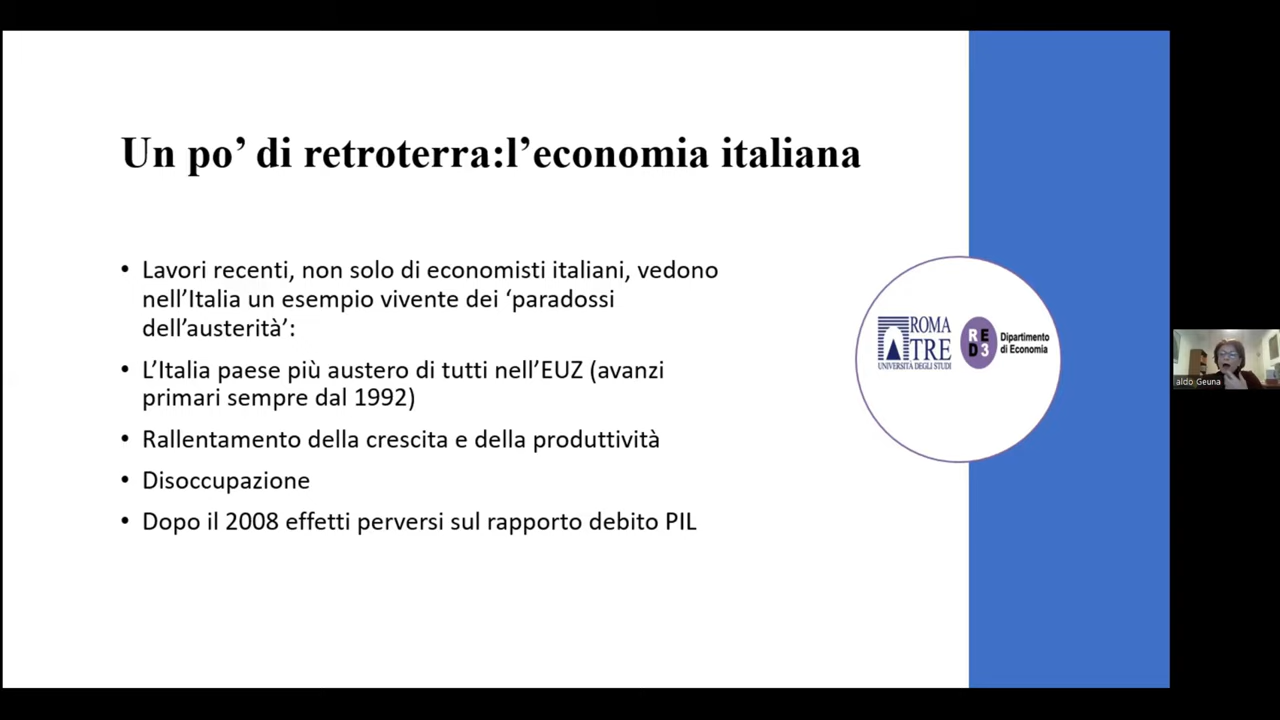 Un po’ di retroterra:l’economia italiana
• Lavori recenti, non solo di economisti italiani, vedono
nell’Italia un esempio vivente dei ‘paradossi
dell’austerità’:
• L’Italia paese più austero di tutti nell’EUZ (avanzi
primari sempre dal 1992)
• Rallentamento della crescita e della produttività
• Disoccupazione
• Dopo il 2008 effetti perversi sul rapporto debito PIL
ROMA
TRE
UNIVERSITÀ DEGLI STUDI
RE
D3
Dipartimento
di Economia
aldo Geuna